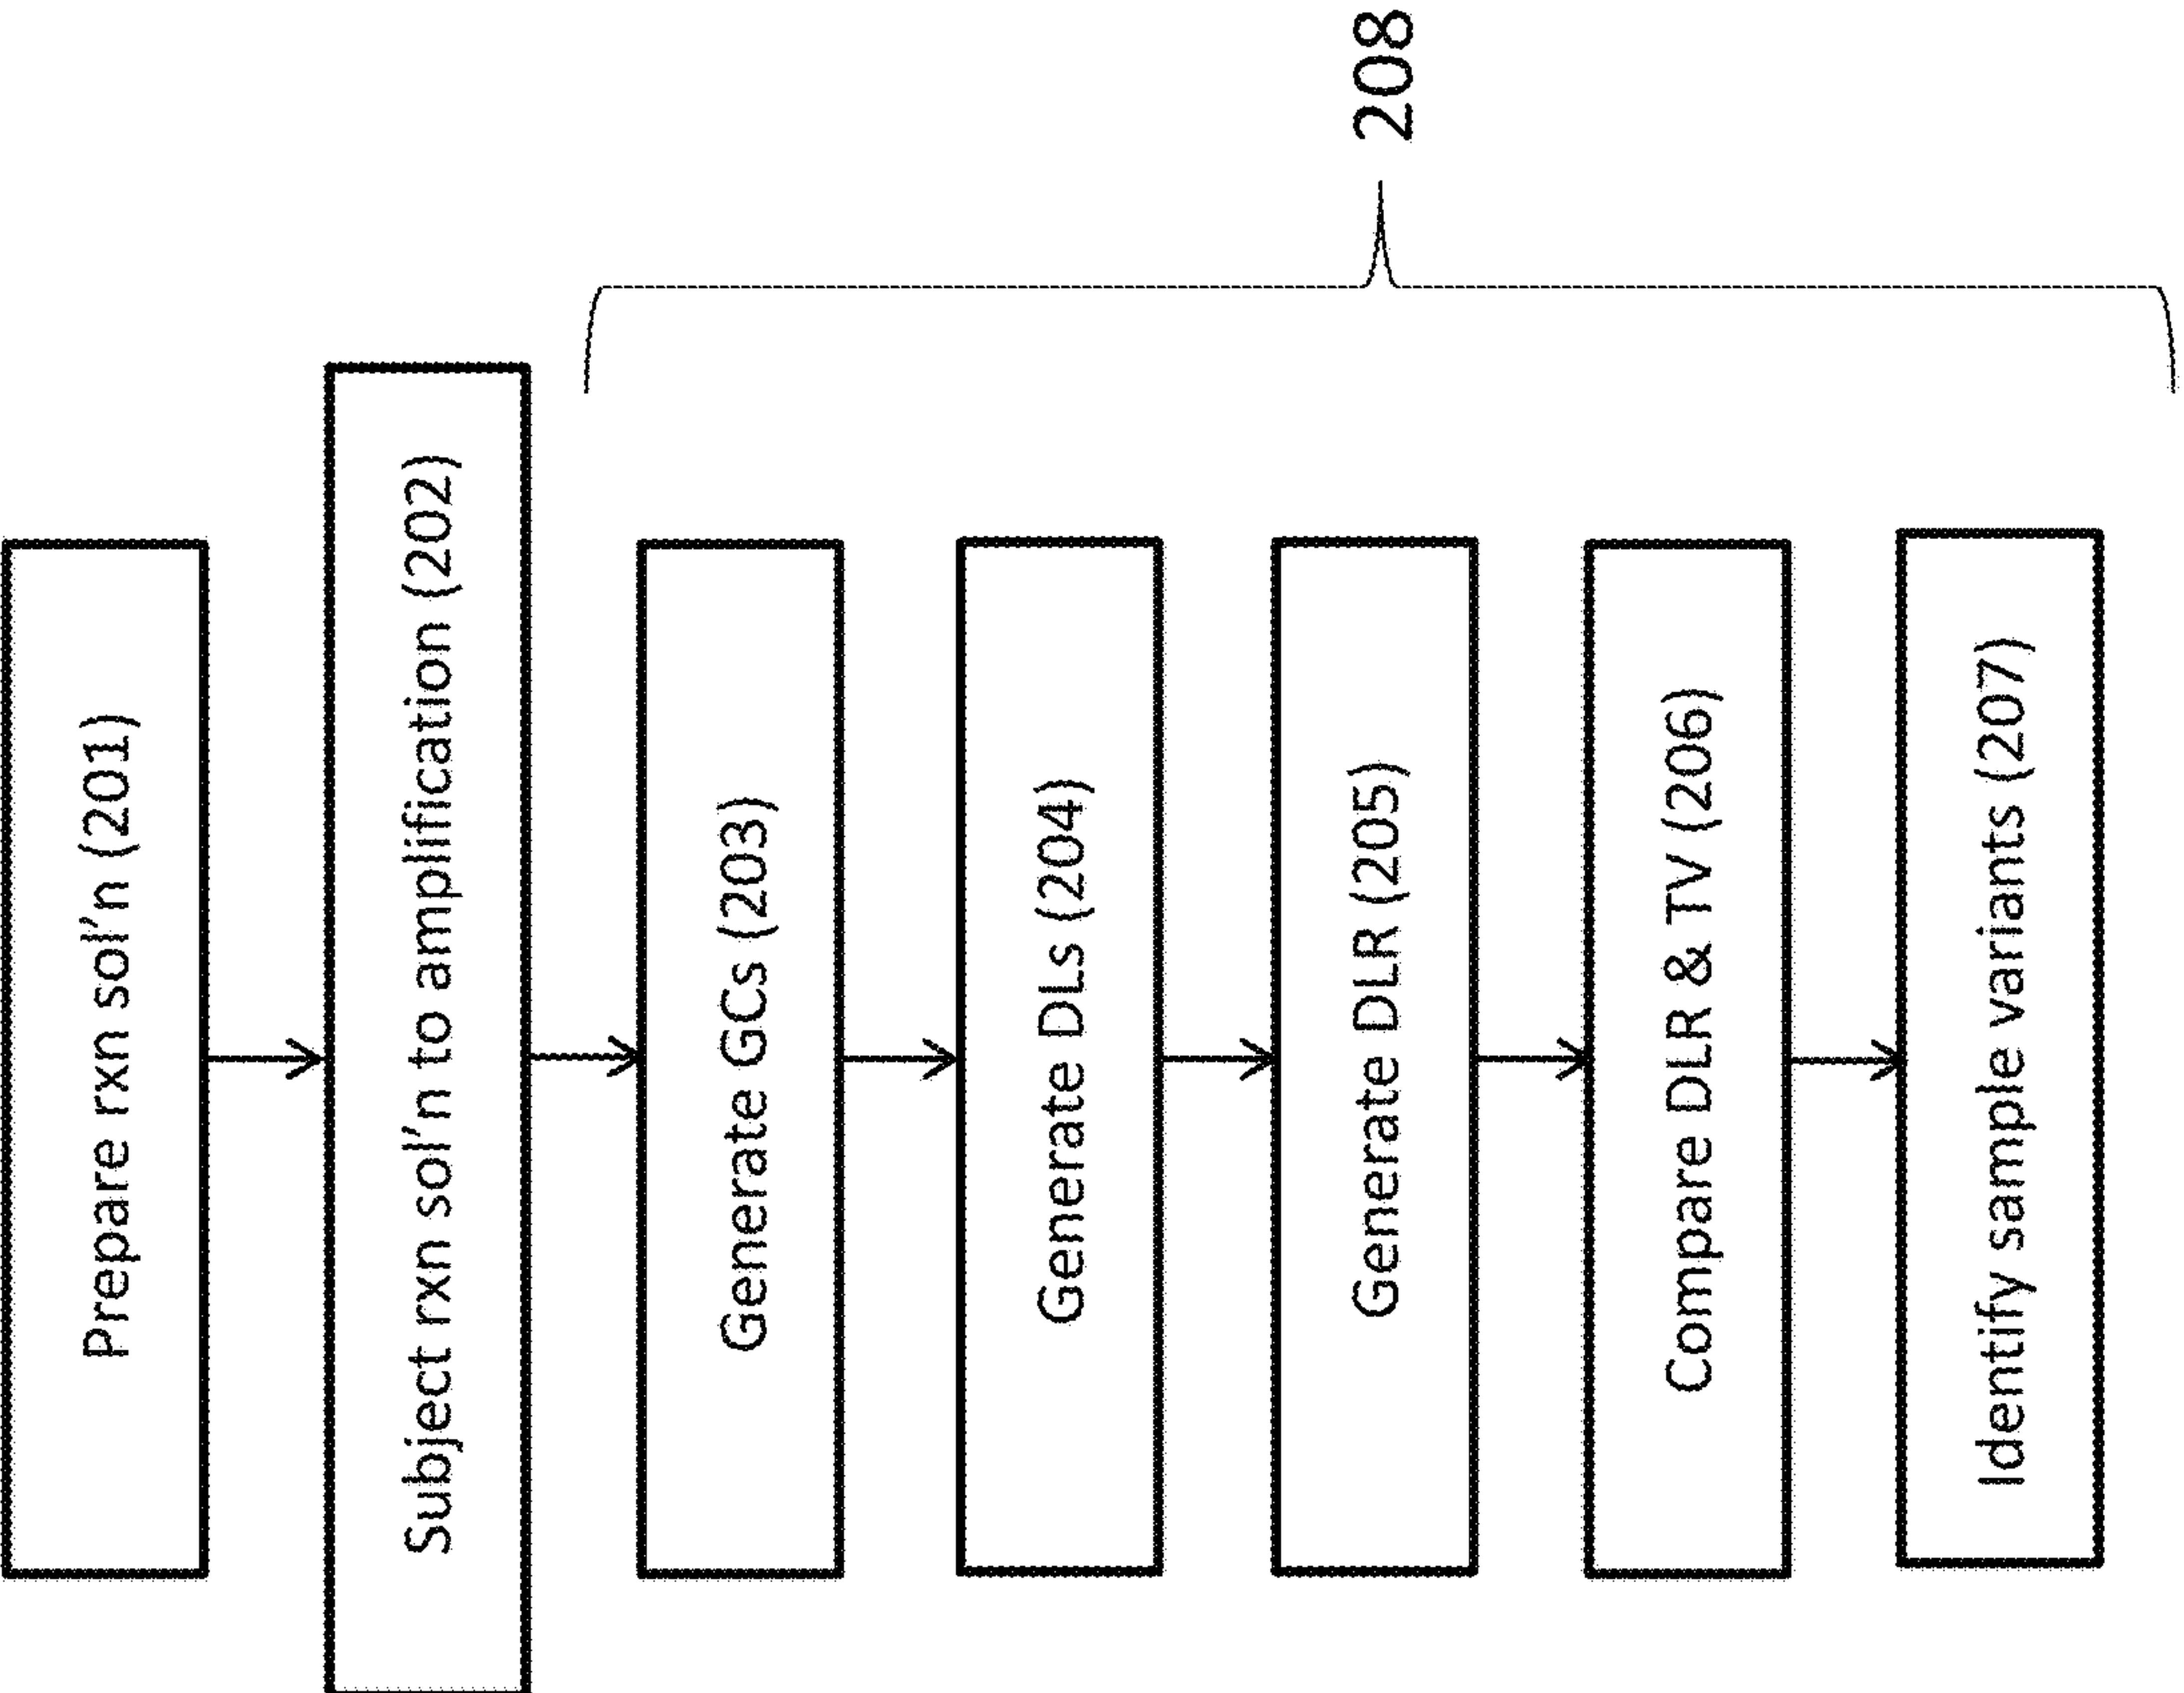 Prepare rxn sol'n (201)
Subject rxn sol'n to amplification (202)
Generate GCs (203)
Generate DLs (204)
Generate DLR (205)
Compare DLR & TV (206)
Identify sample variants (207)
208